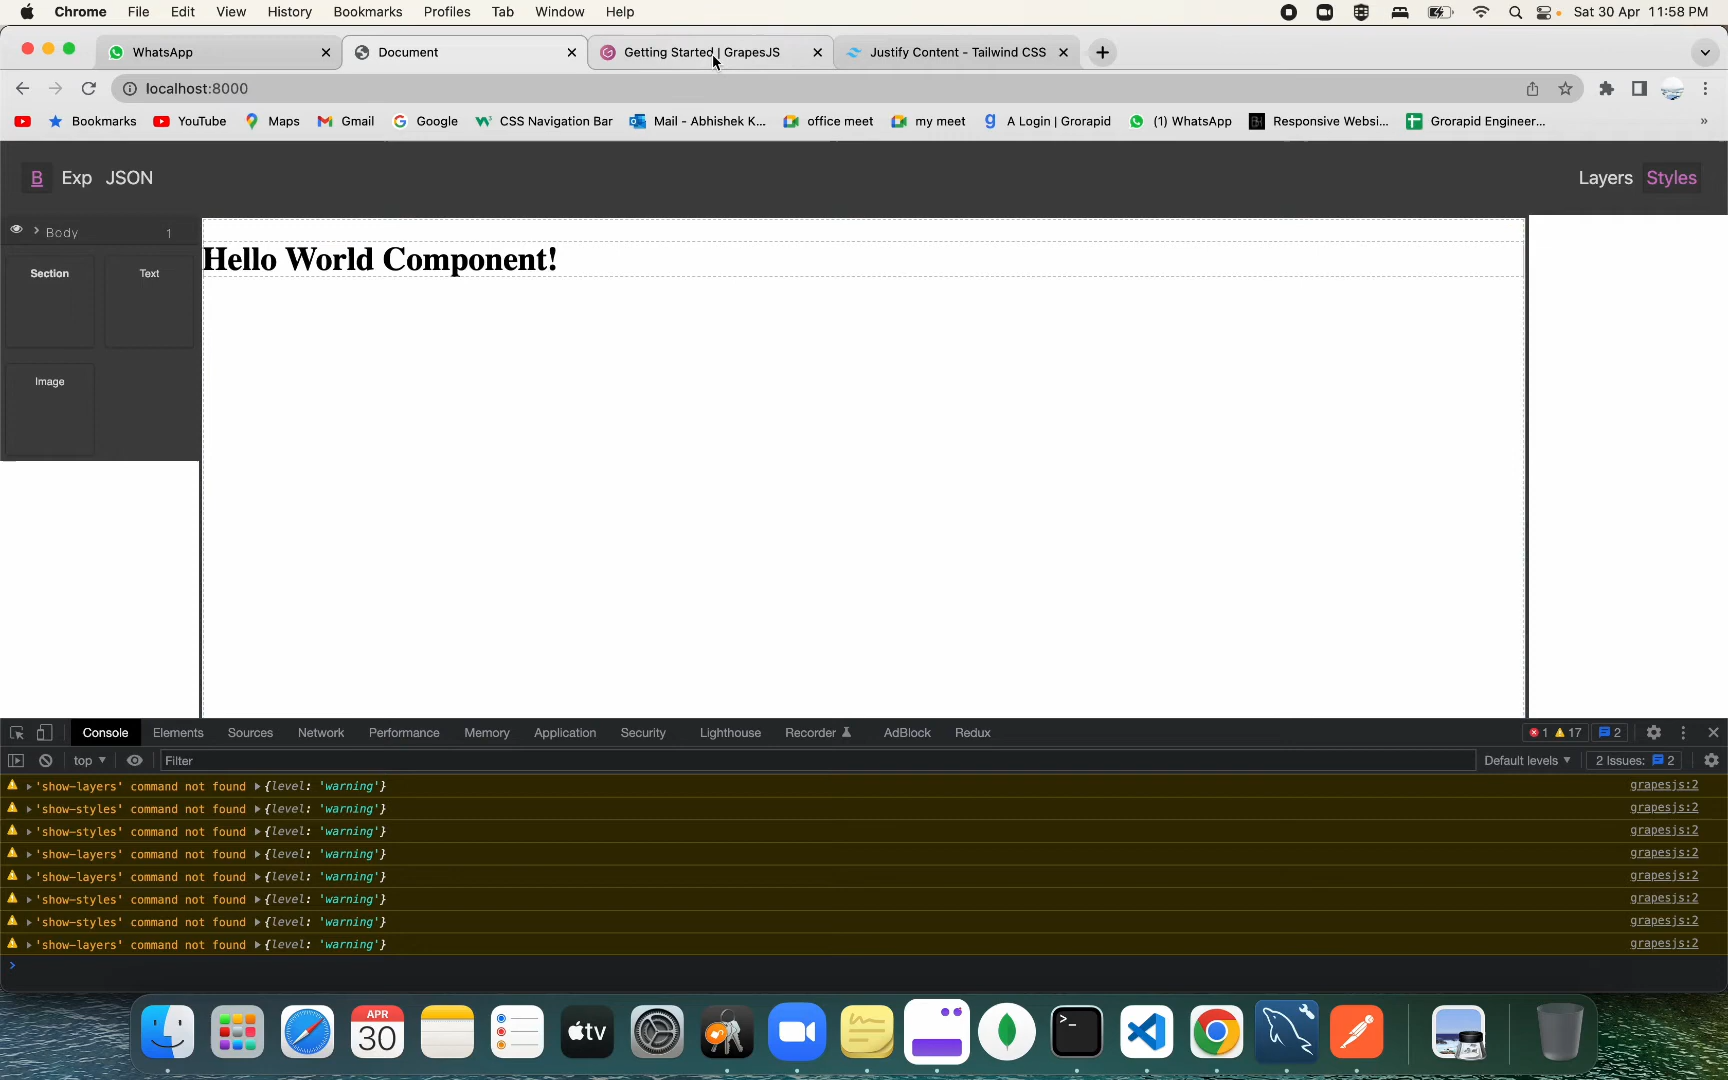 Chrome File Edit View History Bookmarks Profiles Tab Window Help Sat 30 Apr 11:58 PM
WhatsApp Document Getting Started | GrapesJS Justify Content - Tailwind CSS
localhost:8000
Bookmarks YouTube Maps Gmail Google CSS Navigation Bar Mail - Abhishek K... office meet my meet A Login | Grorapid (1) WhatsApp Responsive Websi... Grorapid Engineer... »
B Exp JSON Layers Styles
Body 1
Hello World Component!
Section Text
Image
Console Elements Sources Network Performance Memory Application Security Lighthouse Recorder AdBlock Redux 1 17 2
top Filter Default levels 2 Issues: 2
'show-layers' command not found {level: 'warning'} grapesjs:2
'show-styles' command not found {level: 'warning'} grapesjs:2
'show-styles' command not found {level: 'warning'} grapesjs:2
'show-layers' command not found {level: 'warning'} grapesjs:2
'show-layers' command not found {level: 'warning'} grapesjs:2
'show-styles' command not found {level: 'warning'} grapesjs:2
'show-styles' command not found {level: 'warning'} grapesjs:2
'show-layers' command not found {level: 'warning'} grapesjs:2
>
APR
30
tv
>_